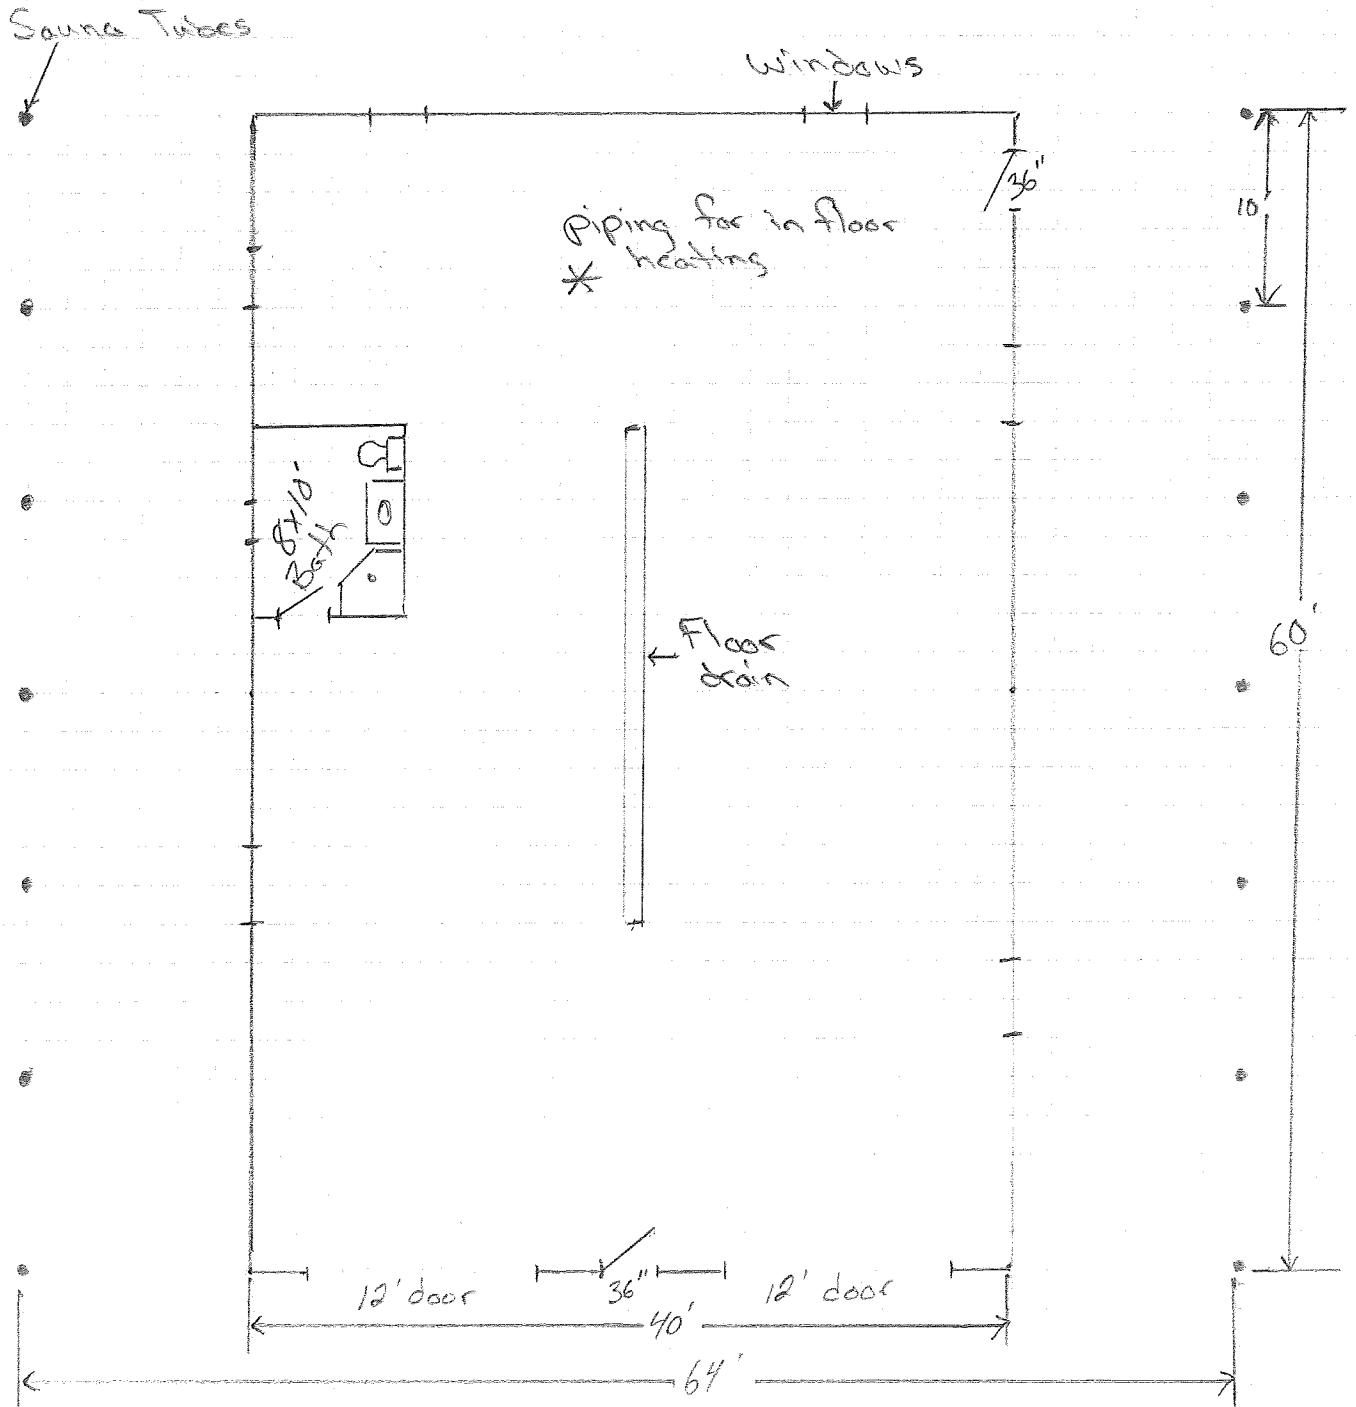 Sauna Tubes
windows
36"
10'
piping for in floor
heating
*
8x10'
Bath
Floor
drain
60'
12' door
36"
12' door
40'
64'